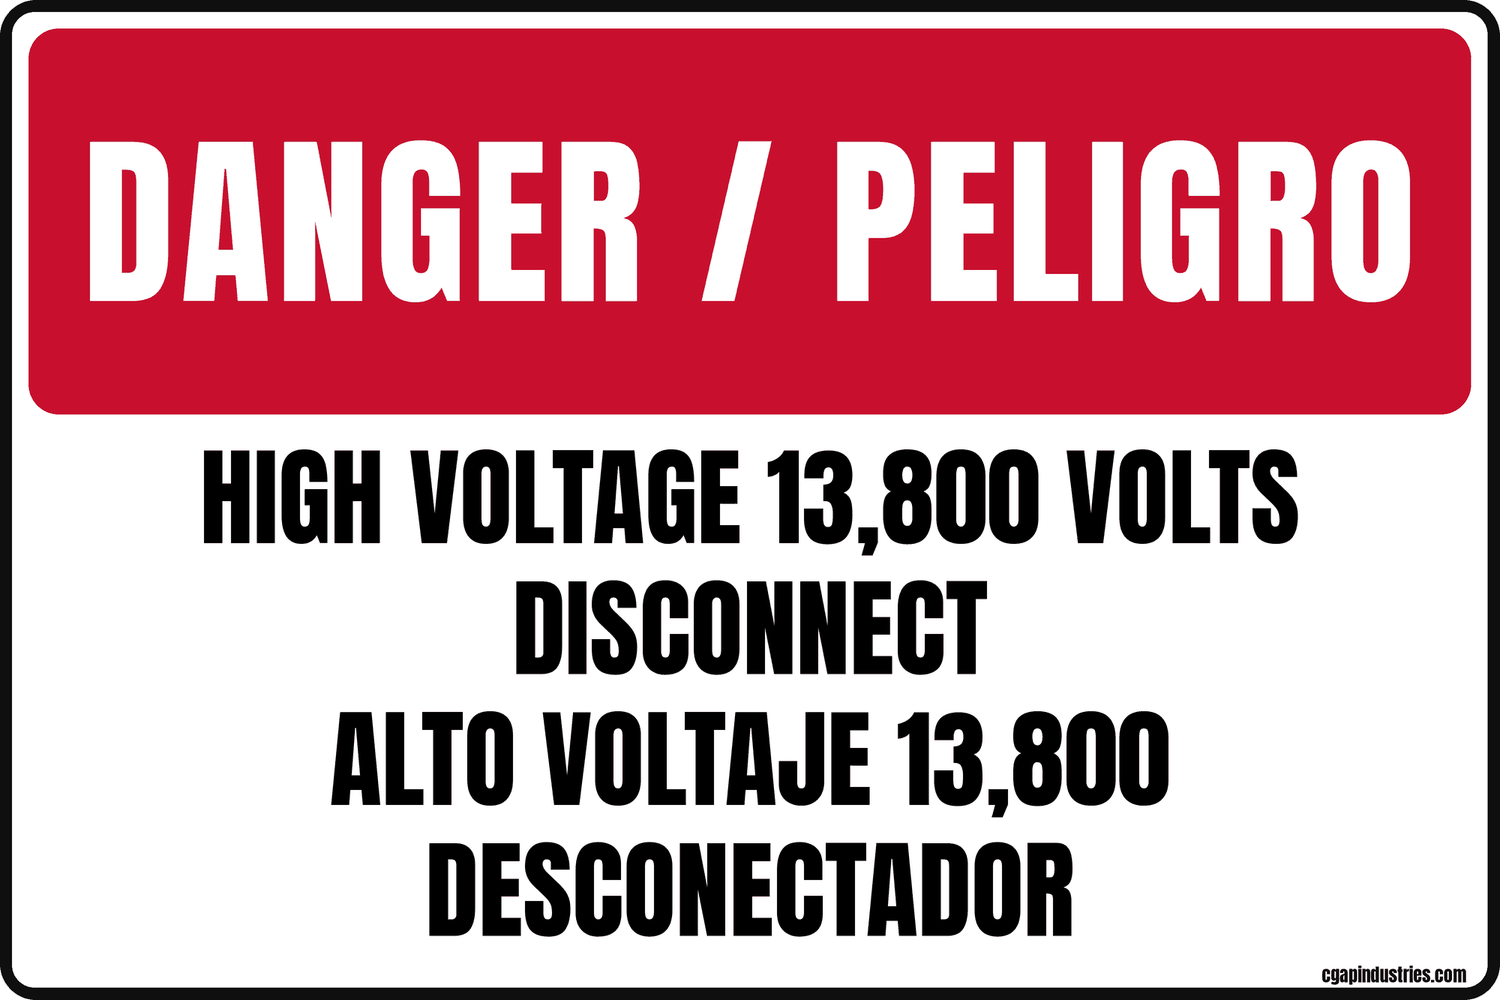 DANGER / PELIGRO
HIGH VOLTAGE 13,800 VOLTS
DISCONNECT
ALTO VOLTAJE 13,800
DESCONECTADOR
cgapindustries.com